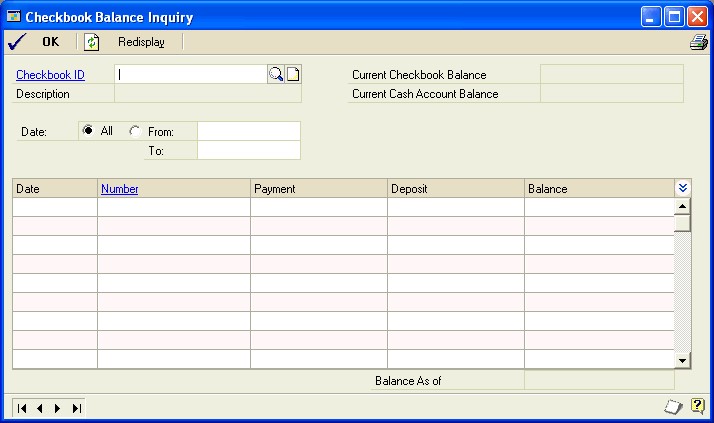 Checkbook Balance Inquiry
OK Redisplay
Checkbook ID Current Checkbook Balance
Description Current Cash Account Balance
Date: All From:
To:
Date Number Payment Deposit Balance
Balance As of